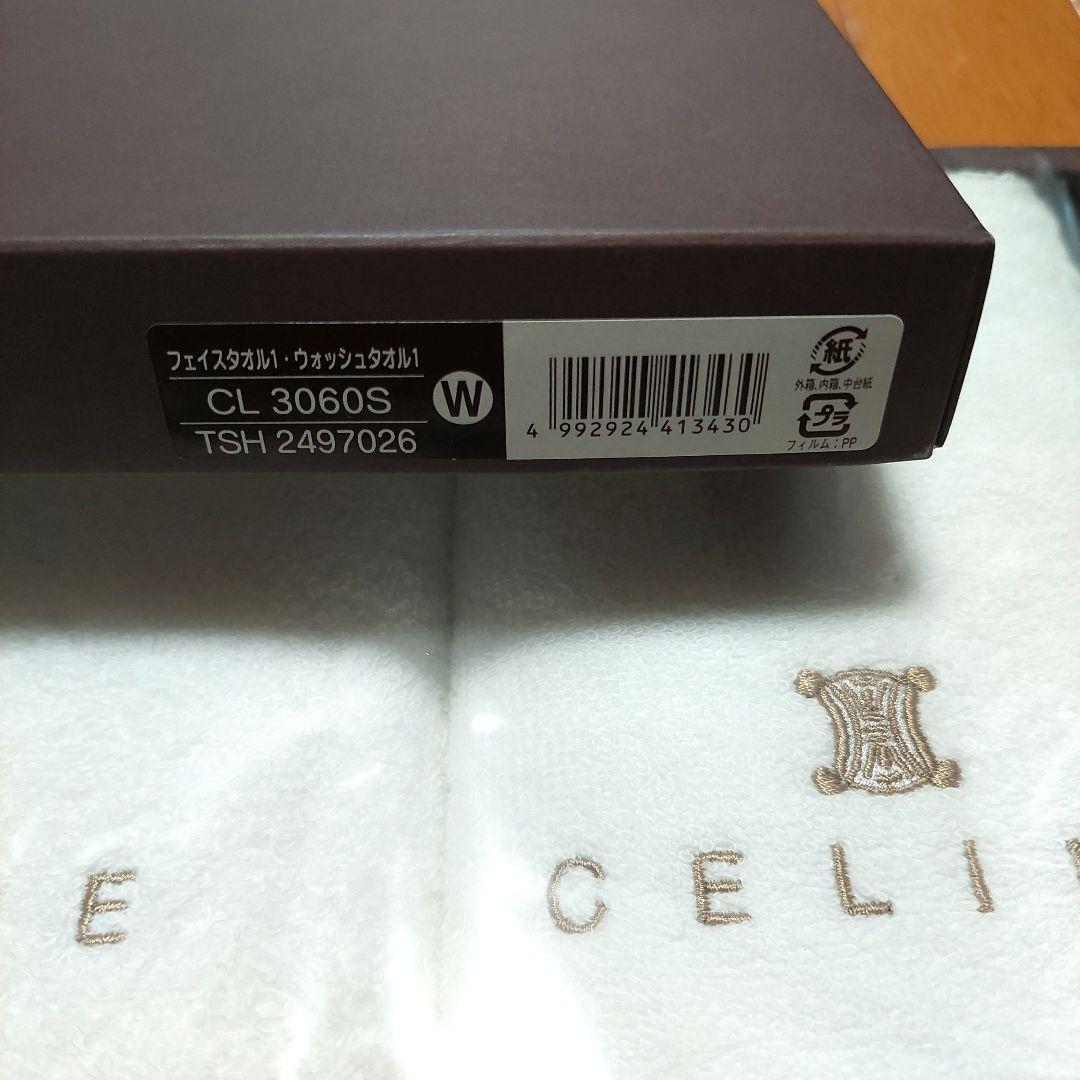 フェイスタオル1・ウォッシュタオル1
CL 3060S
TSH 2497026
W
4 992924 413430
紙
外箱、内箱、中台紙
プラ
フィルム：PP
E
CELI